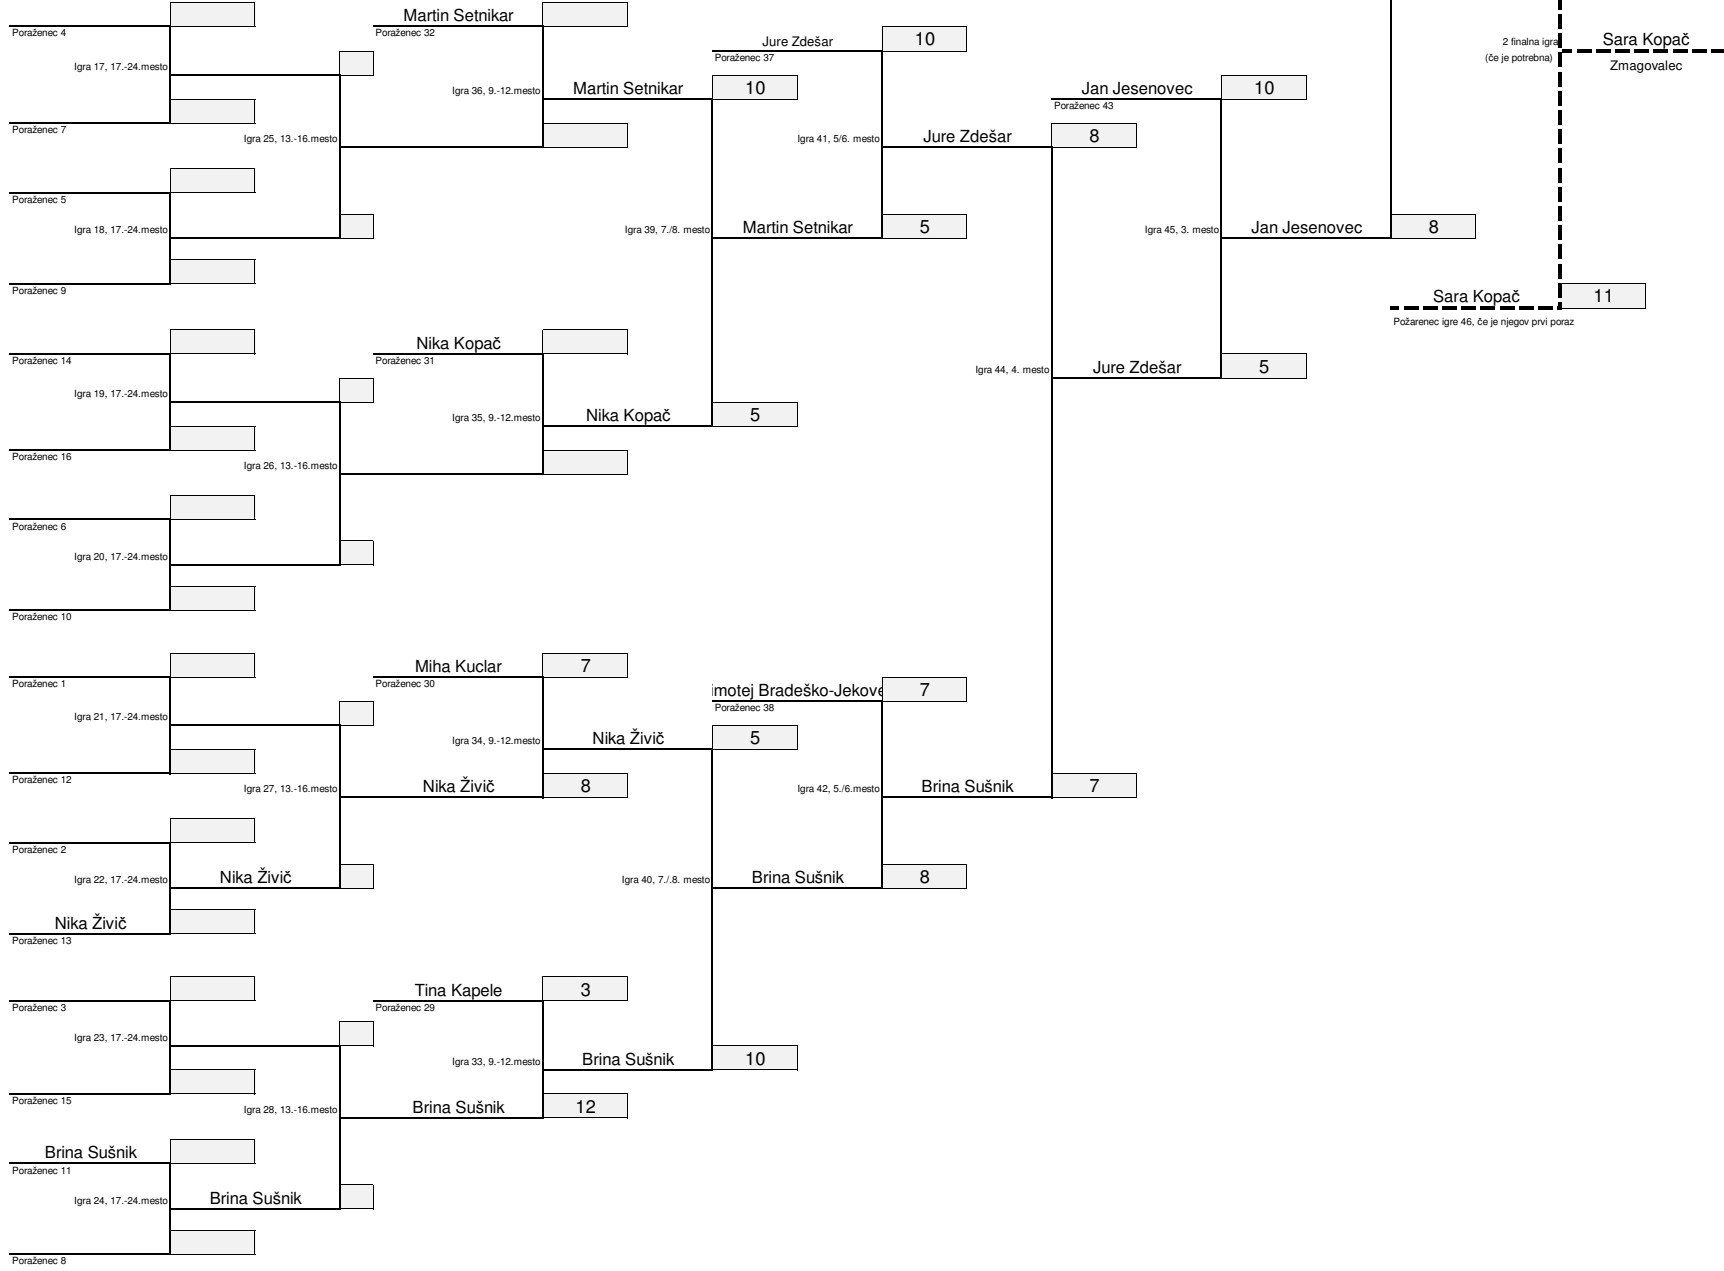 Martin Setnikar
Poraženec 4
Poraženec 32
Jure Zdešar
10
2 finalna igra
Sara Kopač
Igra 17, 17.-24.mesto
Poraženec 37
(če je potrebna)
Zmagovalec
Igra 36, 9.-12.mesto
Martin Setnikar
10
Jan Jesenovec
10
Poraženec 43
Poraženec 7
Igra 25, 13.-16.mesto
Igra 41, 5/6. mesto
Jure Zdešar
8
Poraženec 5
Igra 18, 17.-24.mesto
Igra 39, 7./8. mesto
Martin Setnikar
5
Igra 45, 3. mesto
Jan Jesenovec
8
Poraženec 9
Sara Kopač
11
Požarenec igre 46, če je njegov prvi poraz
Nika Kopač
Poraženec 14
Poraženec 31
Igra 44, 4. mesto
Jure Zdešar
5
Igra 19, 17.-24.mesto
Igra 35, 9.-12.mesto
Nika Kopač
5
Poraženec 16
Igra 26, 13.-16.mesto
Poraženec 6
Igra 20, 17.-24.mesto
Poraženec 10
Miha Kuclar
7
Poraženec 1
Poraženec 30
imotej Bradeško-Jekove
7
Poraženec 38
Igra 21, 17.-24.mesto
Igra 34, 9.-12.mesto
Nika Živič
5
Poraženec 12
Igra 27, 13.-16.mesto
Nika Živič
8
Igra 42, 5./6.mesto
Brina Sušnik
7
Poraženec 2
Igra 22, 17.-24.mesto
Nika Živič
Igra 40, 7./.8. mesto
Brina Sušnik
8
Nika Živič
Poraženec 13
Tina Kapele
3
Poraženec 3
Poraženec 29
Igra 23, 17.-24.mesto
Igra 33, 9.-12.mesto
Brina Sušnik
10
Poraženec 15
Igra 28, 13.-16.mesto
Brina Sušnik
12
Brina Sušnik
Poraženec 11
Igra 24, 17.-24.mesto
Brina Sušnik
Poraženec 8